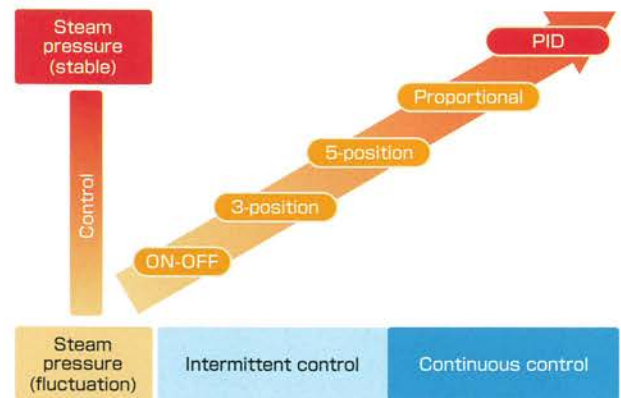 Steam
pressure
(stable)
PID
Proportional
5-position
3-position
ON-OFF
Control
Steam
pressure
(fluctuation)
Intermittent control
Continuous control